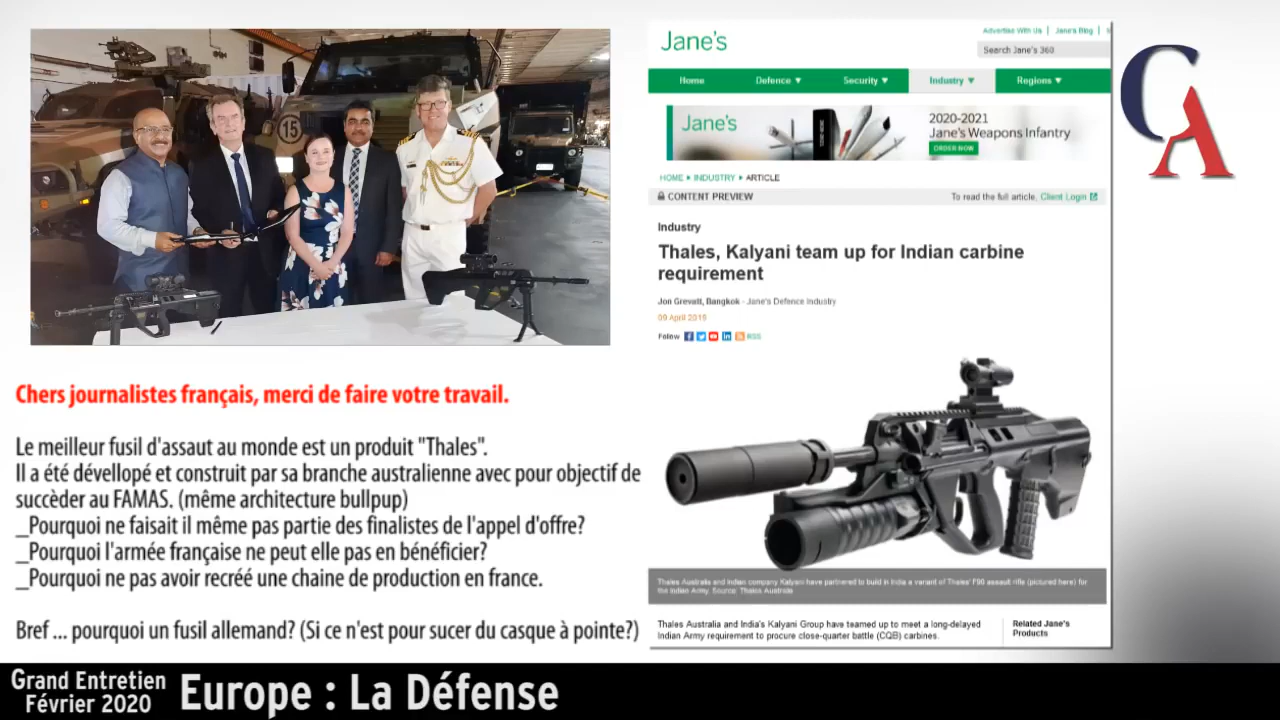 Jane's
Advertise With Us | Jane's Blog |
Search Jane's 360
Home Defence ▼ Security ▼ Industry ▼ Regions ▼
Jane's
2020-2021
Jane's Weapons Infantry
ORDER NOW
HOME ▸ INDUSTRY ▸ ARTICLE
CONTENT PREVIEW
To read the full article, Client Login
Industry
Thales, Kalyani team up for Indian carbine
requirement
Jon Grevatt, Bangkok - Jane's Defence Industry
09 April 2019
Follow RSS
Thales Australia and Indian company Kalyani have partnered to build in India a variant of Thales' F90 assault rifle (pictured here) for
the Indian Army. Source: Thales Australia
Thales Australia and India's Kalyani Group have teamed up to meet a long-delayed
Indian Army requirement to procure close-quarter battle (CQB) carbines.
Related Jane's
Products
CA
15
Chers journalistes français, merci de faire votre travail.
Le meilleur fusil d'assaut au monde est un produit "Thales".
Il a été dévellopé et construit par sa branche australienne avec pour objectif de
succèder au FAMAS. (même architecture bullpup)
_Pourquoi ne faisait il même pas partie des finalistes de l'appel d'offre?
_Pourquoi l'armée française ne peut elle pas en bénéficier?
_Pourquoi ne pas avoir recréé une chaine de production en france.
Bref ... pourquoi un fusil allemand? (Si ce n'est pour sucer du casque à pointe?)
Grand Entretien
Février 2020
Europe : La Défense